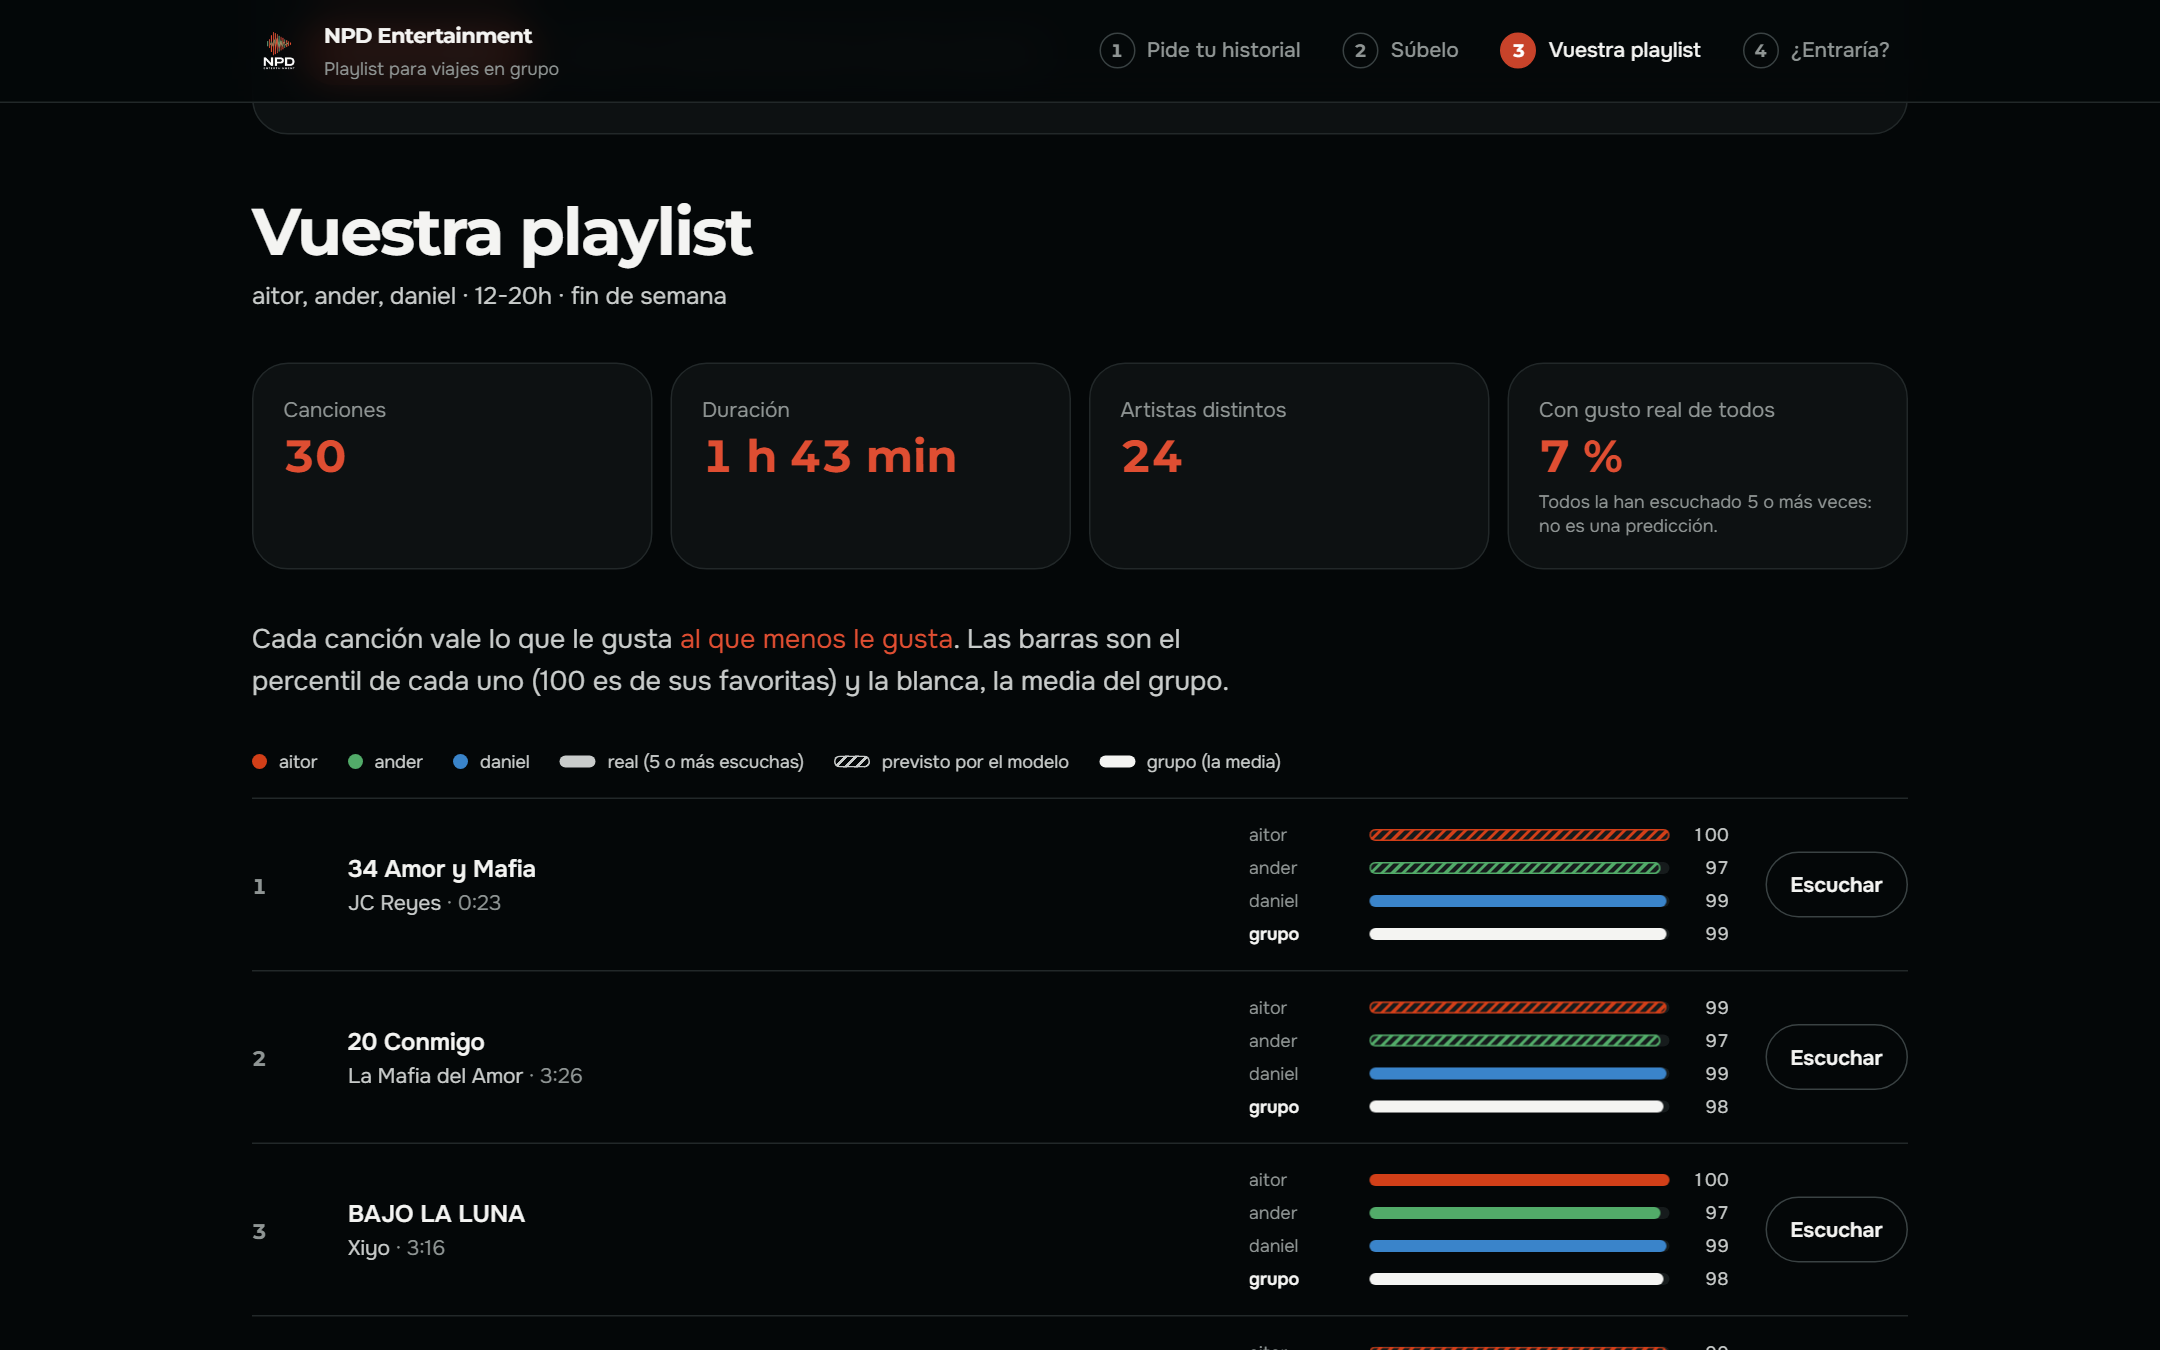 NPD
NPD Entertainment
Playlist para viajes en grupo
1 Pide tu historial
2 Súbelo
3 Vuestra playlist
4 ¿Entraría?
Vuestra playlist
aitor, ander, daniel · 12-20h · fin de semana
Canciones
30
Duración
1 h 43 min
Artistas distintos
24
Con gusto real de todos
7 %
Todos la han escuchado 5 o más veces:
no es una predicción.
Cada canción vale lo que le gusta al que menos le gusta. Las barras son el
percentil de cada uno (100 es de sus favoritas) y la blanca, la media del grupo.
aitor ander daniel real (5 o más escuchas) previsto por el modelo grupo (la media)
1
34 Amor y Mafia
JC Reyes · 0:23
aitor 100
ander 97
daniel 99
grupo 99
Escuchar
2
20 Conmigo
La Mafia del Amor · 3:26
aitor 99
ander 97
daniel 99
grupo 98
Escuchar
3
BAJO LA LUNA
Xiyo · 3:16
aitor 100
ander 97
daniel 99
grupo 98
Escuchar